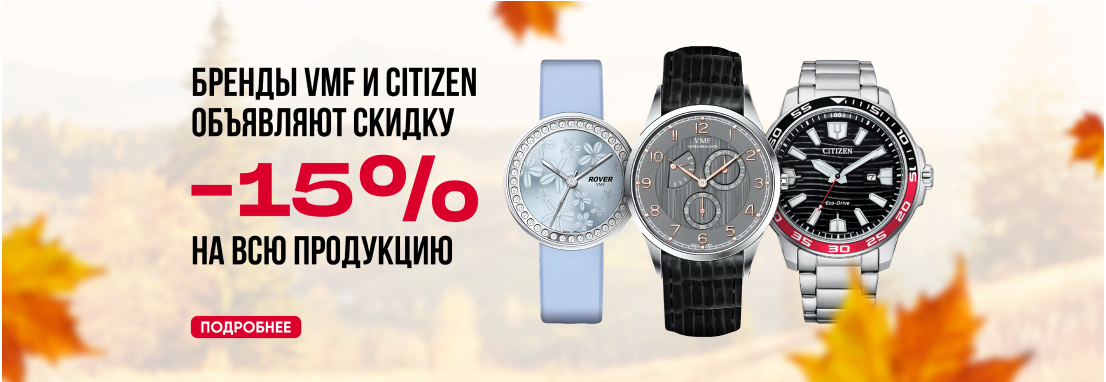 БРЕНДЫ VMF И CITIZEN
ОБЪЯВЛЯЮТ СКИДКУ
–15%
НА ВСЮ ПРОДУКЦИЮ
ПОДРОБНЕЕ
ROVER
VMF
CITIZEN
Eco-Drive